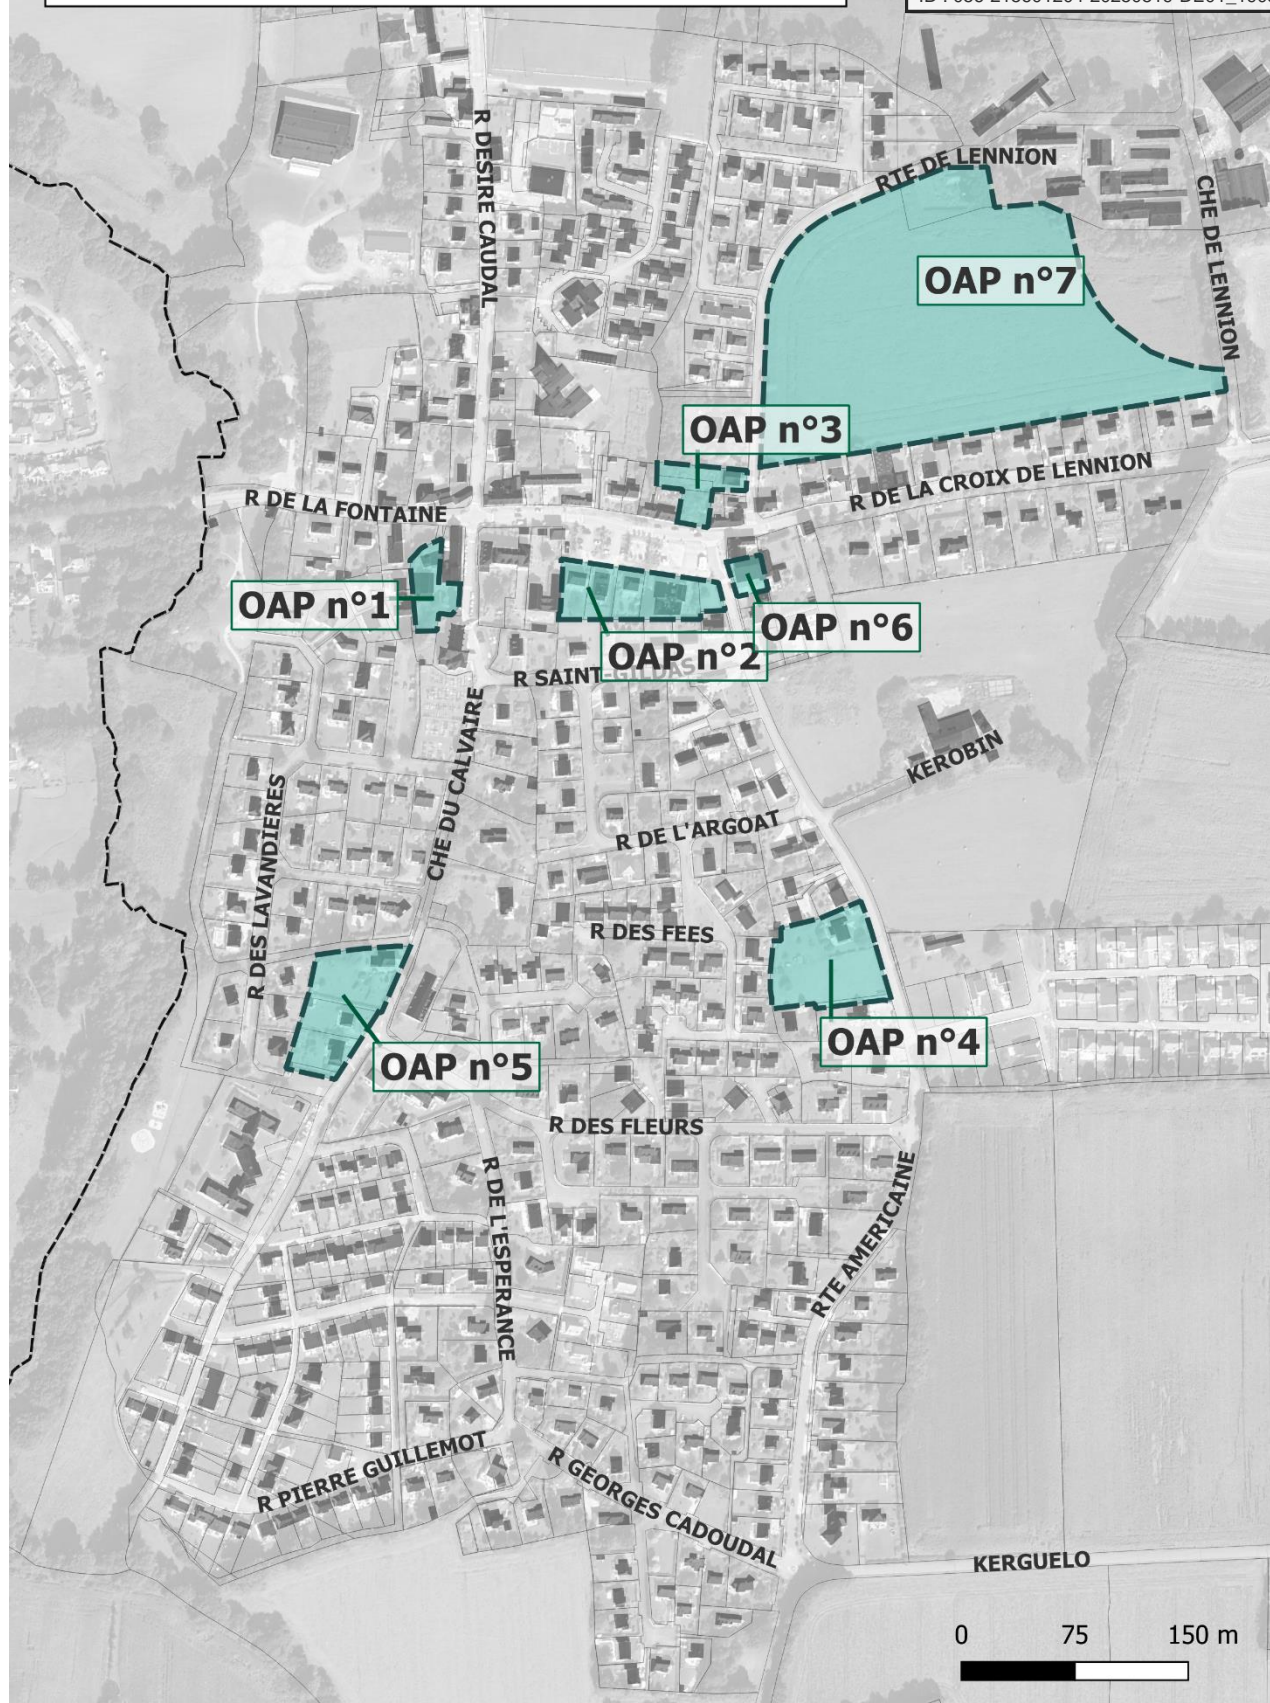 R DESIRE CAUDAL
RTE DE LENNION
CHE DE LENNION
OAP n°7
OAP n°3
R DE LA CROIX DE LENNION
R DE LA FONTAINE
OAP n°1
OAP n°6
OAP n°2
R SAINT-GILDAS
KEROBIN
CHE DU CALVAIRE
R DE L'ARGOAT
R DES LAVANDIERES
R DES FEES
OAP n°4
OAP n°5
R DES FLEURS
R DE L'ESPERANCE
RTE AMERICAINE
R PIERRE GUILLEMOT
R GEORGES CADOUDAL
KERGUELO
0 75 150 m